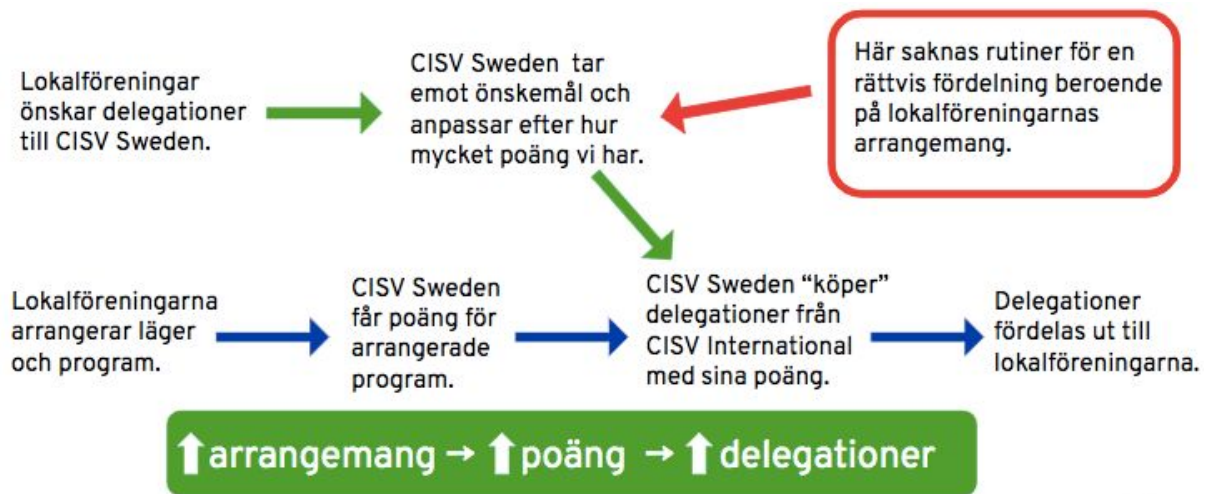 Lokalföreningar
önskar delegationer
till CISV Sweden.
CISV Sweden tar
emot önskemål och
anpassar efter hur
mycket poäng vi har.
Här saknas rutiner för en
rättvis fördelning beroende
på lokalföreningarnas
arrangemang.
Lokalföreningarna
arrangerar läger
och program.
CISV Sweden
får poäng för
arrangerade
program.
CISV Sweden “köper”
delegationer från
CISV International
med sina poäng.
Delegationer
fördelas ut till
lokalföreningarna.
⬆arrangemang → ⬆poäng → ⬆delegationer